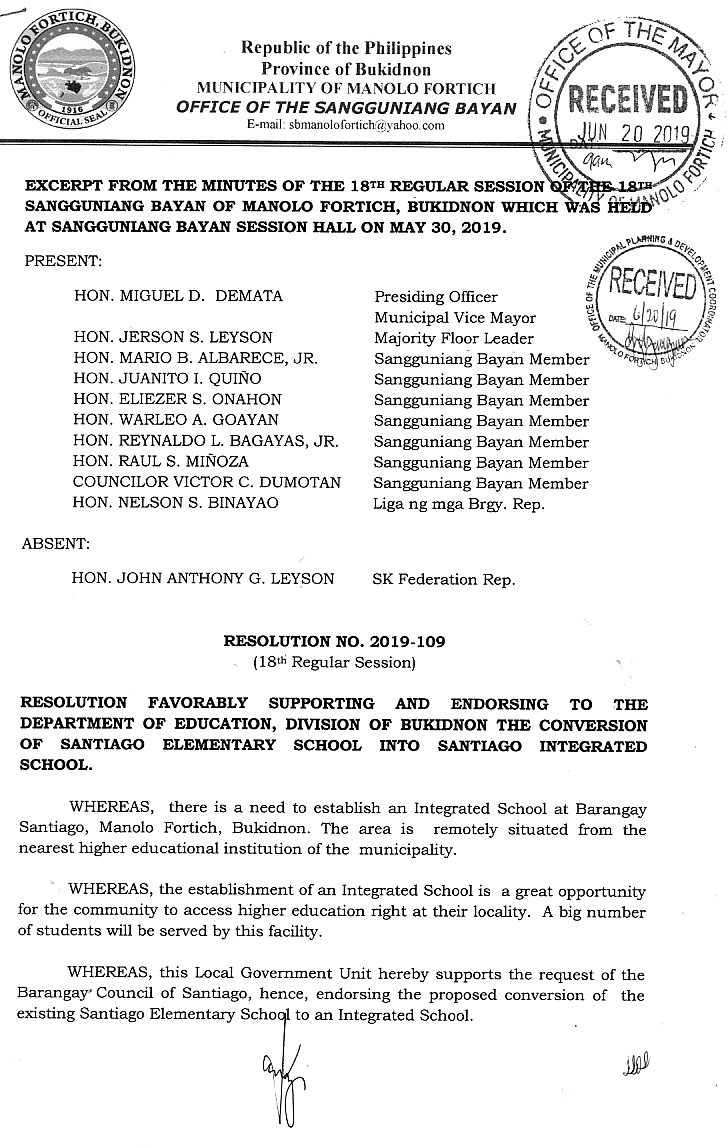 MANOLO FORTICH, BUKIDNON
1916
OFFICIAL SEAL
Republic of the Philippines
Province of Bukidnon
MUNICIPALITY OF MANOLO FORTICH
OFFICE OF THE SANGGUNIANG BAYAN
E-mail: sbmanolofortich@yahoo.com
OFFICE OF THE MAYOR
RECEIVED
JUN 20 2019
MUNICIPALITY OF MANOLO FORTICH
EXCERPT FROM THE MINUTES OF THE 18TH REGULAR SESSION OF THE 18TH
SANGGUNIANG BAYAN OF MANOLO FORTICH, BUKIDNON WHICH WAS HELD
AT SANGGUNIANG BAYAN SESSION HALL ON MAY 30, 2019.
OFFICE OF THE MUNICIPAL PLANNING & DEVELOPMENT COORDINATOR
RECEIVED
DATE: 6/20/19
MANOLO FORTICH, BUKIDNON
PRESENT:
HON. MIGUEL D. DEMATA Presiding Officer
Municipal Vice Mayor
HON. JERSON S. LEYSON Majority Floor Leader
HON. MARIO B. ALBARECE, JR. Sangguniang Bayan Member
HON. JUANITO I. QUIÑO Sangguniang Bayan Member
HON. ELIEZER S. ONAHON Sangguniang Bayan Member
HON. WARLEO A. GOAYAN Sangguniang Bayan Member
HON. REYNALDO L. BAGAYAS, JR. Sangguniang Bayan Member
HON. RAUL S. MIÑOZA Sangguniang Bayan Member
COUNCILOR VICTOR C. DUMOTAN Sangguniang Bayan Member
HON. NELSON S. BINAYAO Liga ng mga Brgy. Rep.
ABSENT:
HON. JOHN ANTHONY G. LEYSON SK Federation Rep.
RESOLUTION NO. 2019-109
(18th Regular Session)
RESOLUTION FAVORABLY SUPPORTING AND ENDORSING TO THE
DEPARTMENT OF EDUCATION, DIVISION OF BUKIDNON THE CONVERSION
OF SANTIAGO ELEMENTARY SCHOOL INTO SANTIAGO INTEGRATED
SCHOOL.
WHEREAS, there is a need to establish an Integrated School at Barangay
Santiago, Manolo Fortich, Bukidnon. The area is remotely situated from the
nearest higher educational institution of the municipality.
WHEREAS, the establishment of an Integrated School is a great opportunity
for the community to access higher education right at their locality. A big number
of students will be served by this facility.
WHEREAS, this Local Government Unit hereby supports the request of the
Barangay Council of Santiago, hence, endorsing the proposed conversion of the
existing Santiago Elementary School to an Integrated School.